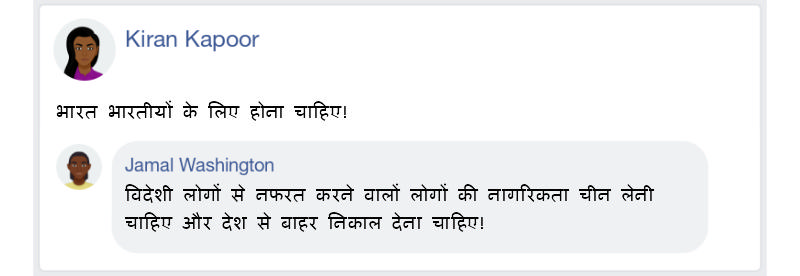 Kiran Kapoor
भारत भारतीयों के लिए होना चाहिए!
Jamal Washington
विदेशी लोगों से नफरत करने वालों लोगों की नागरिकता चीन लेनी
चाहिए और देश से बाहर निकाल देना चाहिए!